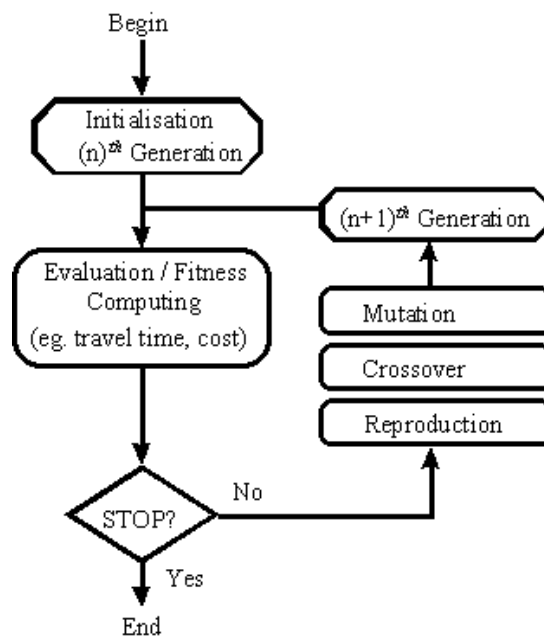 Begin
Initialisation
(n)th Generation
(n+1)th Generation
Evaluation / Fitness
Computing
(eg. travel time, cost)
Mutation
Crossover
Reproduction
No
STOP?
Yes
End